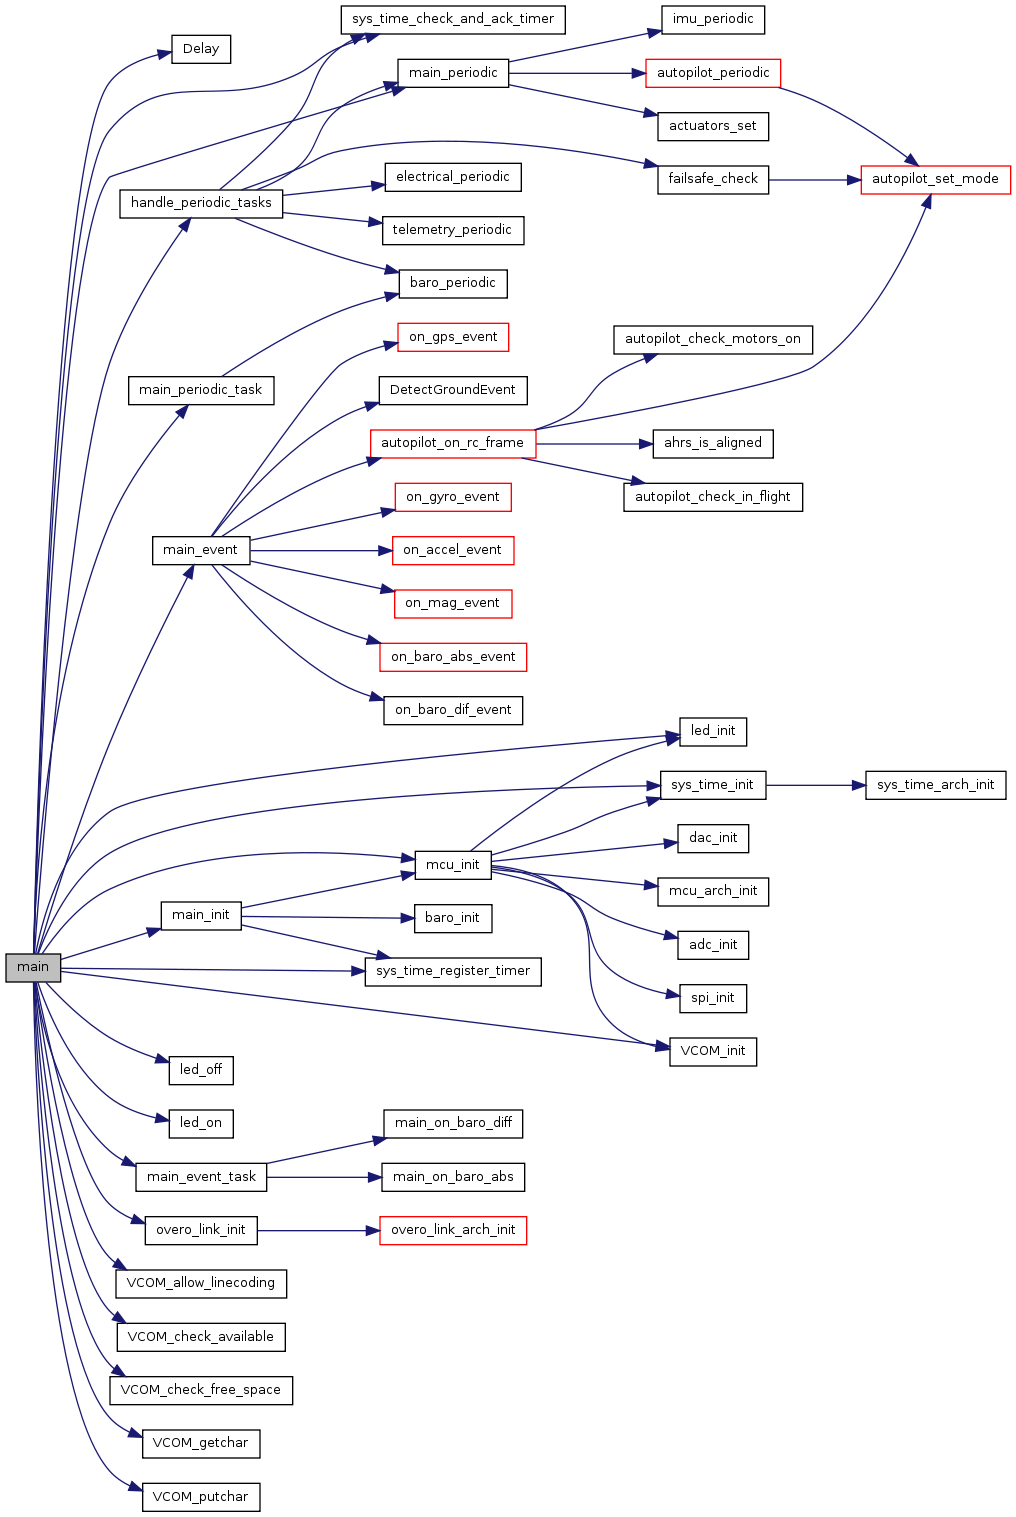 sys_time_check_and_ack_timer
imu_periodic
Delay
main_periodic
autopilot_periodic
actuators_set
electrical_periodic
failsafe_check
autopilot_set_mode
handle_periodic_tasks
telemetry_periodic
baro_periodic
on_gps_event
autopilot_check_motors_on
main_periodic_task
DetectGroundEvent
autopilot_on_rc_frame
ahrs_is_aligned
on_gyro_event
autopilot_check_in_flight
main_event
on_accel_event
on_mag_event
on_baro_abs_event
on_baro_dif_event
led_init
sys_time_init
sys_time_arch_init
dac_init
mcu_init
mcu_arch_init
main_init
baro_init
adc_init
main
sys_time_register_timer
spi_init
VCOM_init
led_off
led_on
main_on_baro_diff
main_event_task
main_on_baro_abs
overo_link_init
overo_link_arch_init
VCOM_allow_linecoding
VCOM_check_available
VCOM_check_free_space
VCOM_getchar
VCOM_putchar